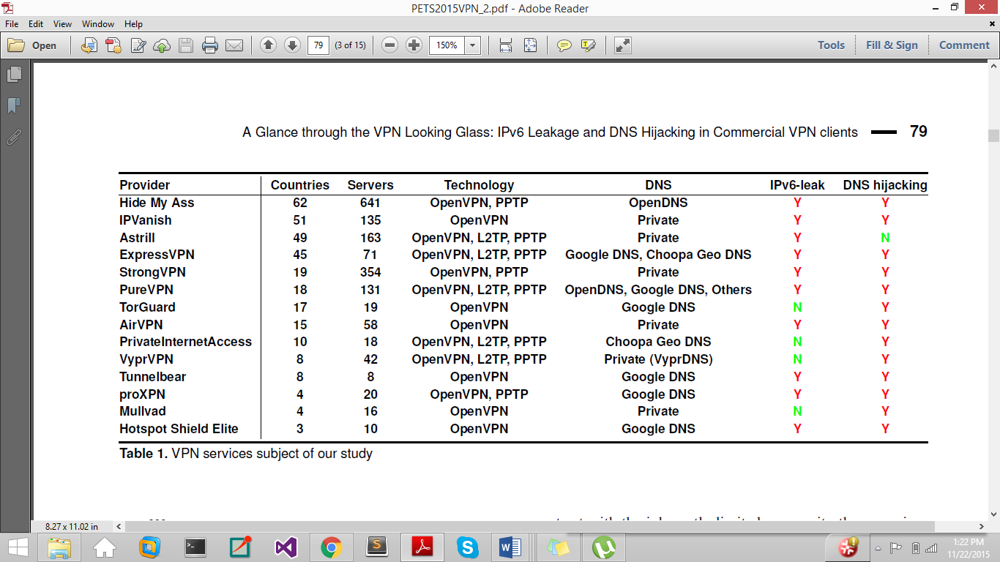 PETS2015VPN_2.pdf - Adobe Reader
File Edit View Window Help
Open 79 (3 of 15) 150% Tools Fill & Sign Comment
A Glance through the VPN Looking Glass: IPv6 Leakage and DNS Hijacking in Commercial VPN clients — 79
Provider Countries Servers Technology DNS IPv6-leak DNS hijacking
Hide My Ass 62 641 OpenVPN, PPTP OpenDNS Y Y
IPVanish 51 135 OpenVPN Private Y Y
Astrill 49 163 OpenVPN, L2TP, PPTP Private Y N
ExpressVPN 45 71 OpenVPN, L2TP, PPTP Google DNS, Choopa Geo DNS Y Y
StrongVPN 19 354 OpenVPN, PPTP Private Y Y
PureVPN 18 131 OpenVPN, L2TP, PPTP OpenDNS, Google DNS, Others Y Y
TorGuard 17 19 OpenVPN Google DNS N Y
AirVPN 15 58 OpenVPN Private Y Y
PrivateInternetAccess 10 18 OpenVPN, L2TP, PPTP Choopa Geo DNS N Y
VyprVPN 8 42 OpenVPN, L2TP, PPTP Private (VyprDNS) N Y
Tunnelbear 8 8 OpenVPN Google DNS Y Y
proXPN 4 20 OpenVPN, PPTP Google DNS Y Y
Mullvad 4 16 OpenVPN Private N Y
Hotspot Shield Elite 3 10 OpenVPN Google DNS Y Y
Table 1. VPN services subject of our study
8.27 x 11.02 in
1:22 PM
11/22/2015